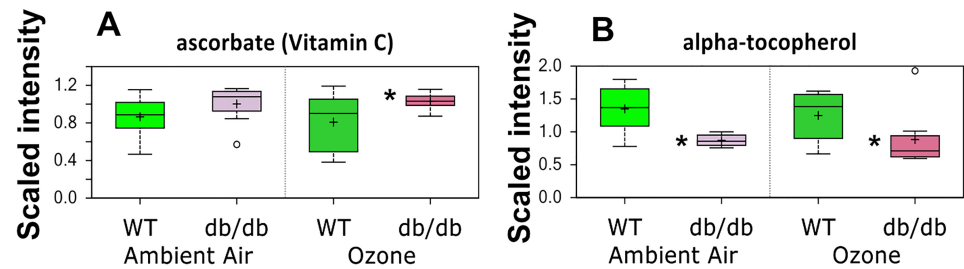 A
ascorbate (Vitamin C)
Scaled intensity
1.2
0.8
0.4
0.0
*
WT db/db WT db/db
Ambient Air Ozone
B
alpha-tocopherol
Scaled intensity
2.0
1.5
1.0
0.5
0.0
* *
WT db/db WT db/db
Ambient Air Ozone